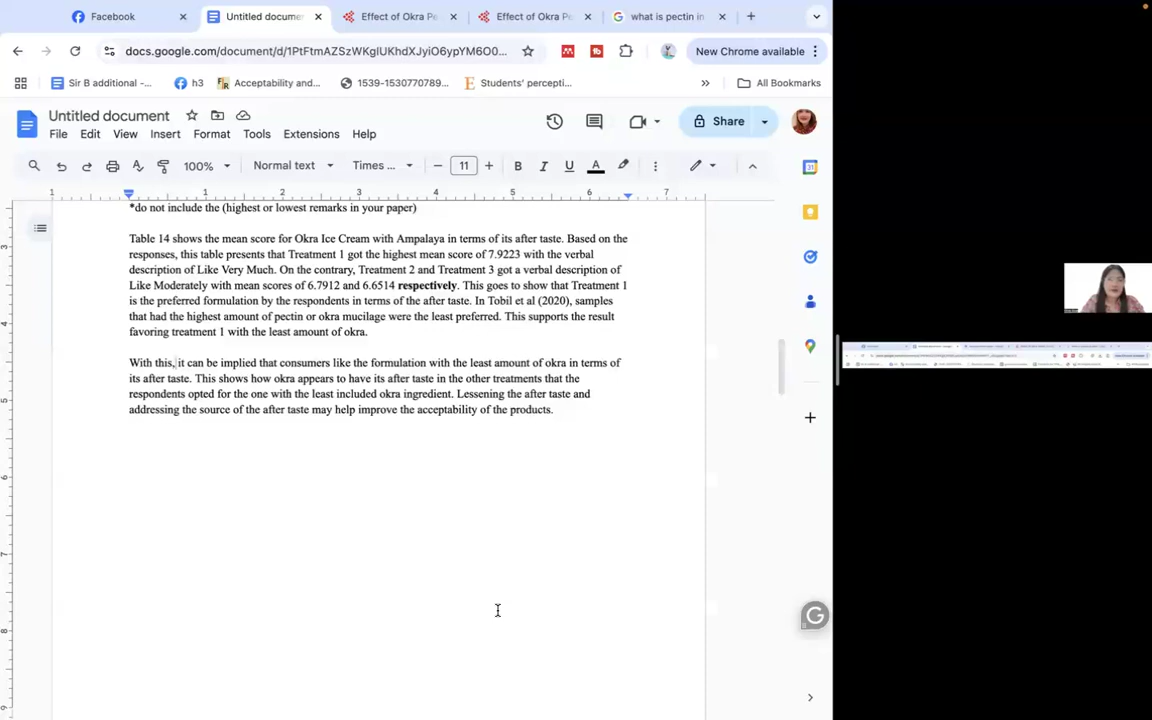 Facebook
Untitled docume
Effect of Okra Pe
Effect of Okra Pe
what is pectin in
docs.google.com/document/d/1PtFtmAZSzWKglUKhdXJyiO6ypYM6O0...
New Chrome available
Sir B additional -...
h3
Acceptability and...
1539-1530770789...
Students' percepti...
All Bookmarks
Untitled document
File Edit View Insert Format Tools Extensions Help
Share
100%
Normal text
Times ...
11
*do not include the (highest or lowest remarks in your paper)
Table 14 shows the mean score for Okra Ice Cream with Ampalaya in terms of its after taste. Based on the
responses, this table presents that Treatment 1 got the highest mean score of 7.9223 with the verbal
description of Like Very Much. On the contrary, Treatment 2 and Treatment 3 got a verbal description of
Like Moderately with mean scores of 6.7912 and 6.6514 respectively. This goes to show that Treatment 1
is the preferred formulation by the respondents in terms of the after taste. In Tobil et al (2020), samples
that had the highest amount of pectin or okra mucilage were the least preferred. This supports the result
favoring treatment 1 with the least amount of okra.
With this, it can be implied that consumers like the formulation with the least amount of okra in terms of
its after taste. This shows how okra appears to have its after taste in the other treatments that the
respondents opted for the one with the least included okra ingredient. Lessening the after taste and
addressing the source of the after taste may help improve the acceptability of the products.